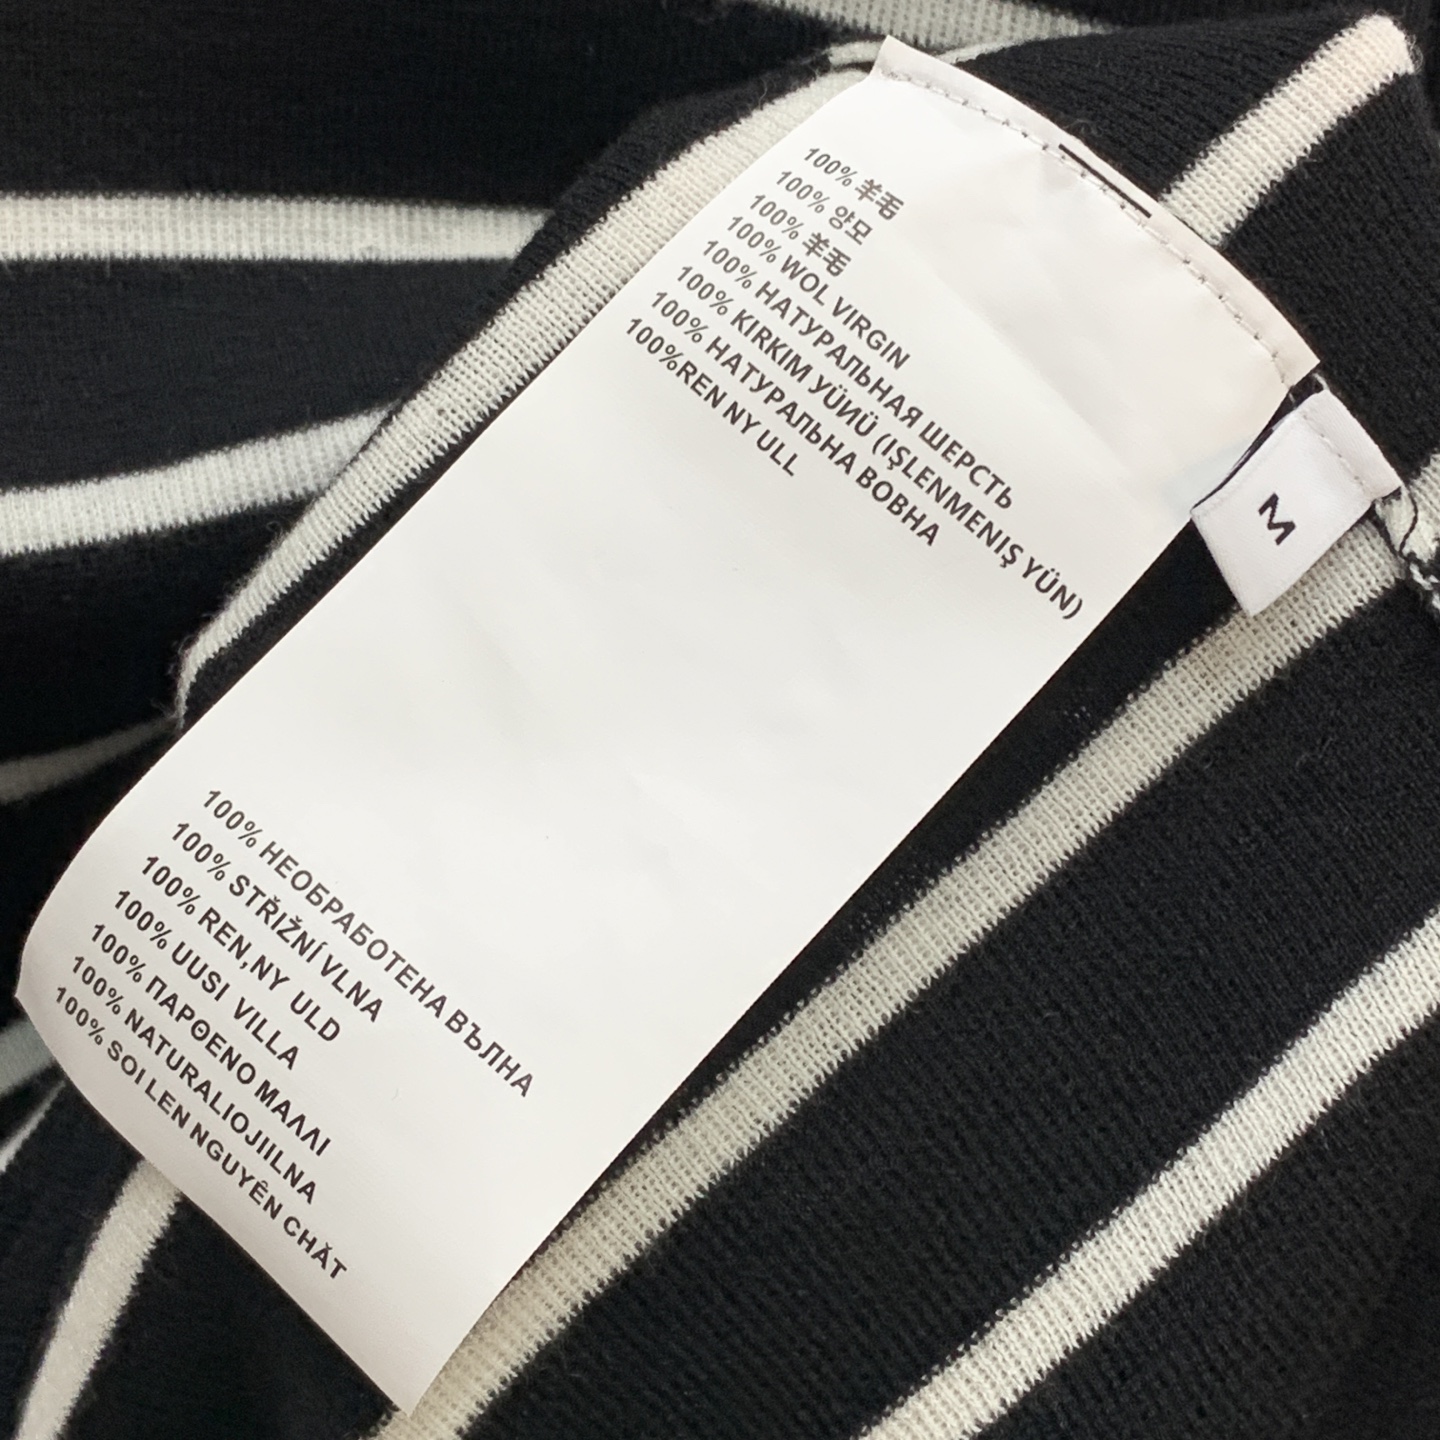 100% 羊毛
100% 양모
100% 羊毛
100% WOL VIRGIN
100% НАТУРАЛЬНАЯ ШЕРСТЬ
100% KIRKIM YÜИÜ (IŞLENMENIŞ YÜN)
100% НАТУРАЛЬНА ВОВНА
100%REN NY ULL
M
100% НЕОБРАБОТЕНА ВЪЛНА
100% STŘIŽNÍ VLNA
100% REN,NY ULD
100% UUSI VILLA
100% ΠΑΡΘΕΝΟ ΜΑΛΛΙ
100% NATURALIOJIILNA
100% SOI LEN NGUYÊN CHĂT